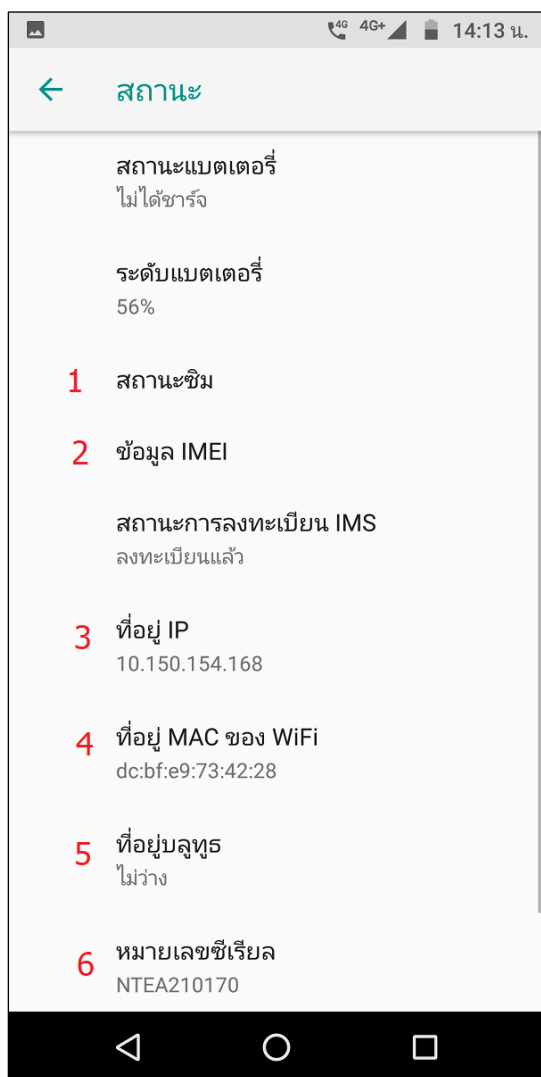 4G 4G+ 14:13 น.
สถานะ
สถานะแบตเตอรี่
ไม่ได้ชาร์จ
ระดับแบตเตอรี่
56%
1 สถานะซิม
2 ข้อมูล IMEI
สถานะการลงทะเบียน IMS
ลงทะเบียนแล้ว
3 ที่อยู่ IP
10.150.154.168
4 ที่อยู่ MAC ของ WiFi
dc:bf:e9:73:42:28
5 ที่อยู่บลูทูธ
ไม่ว่าง
6 หมายเลขซีเรียล
NTEA210170